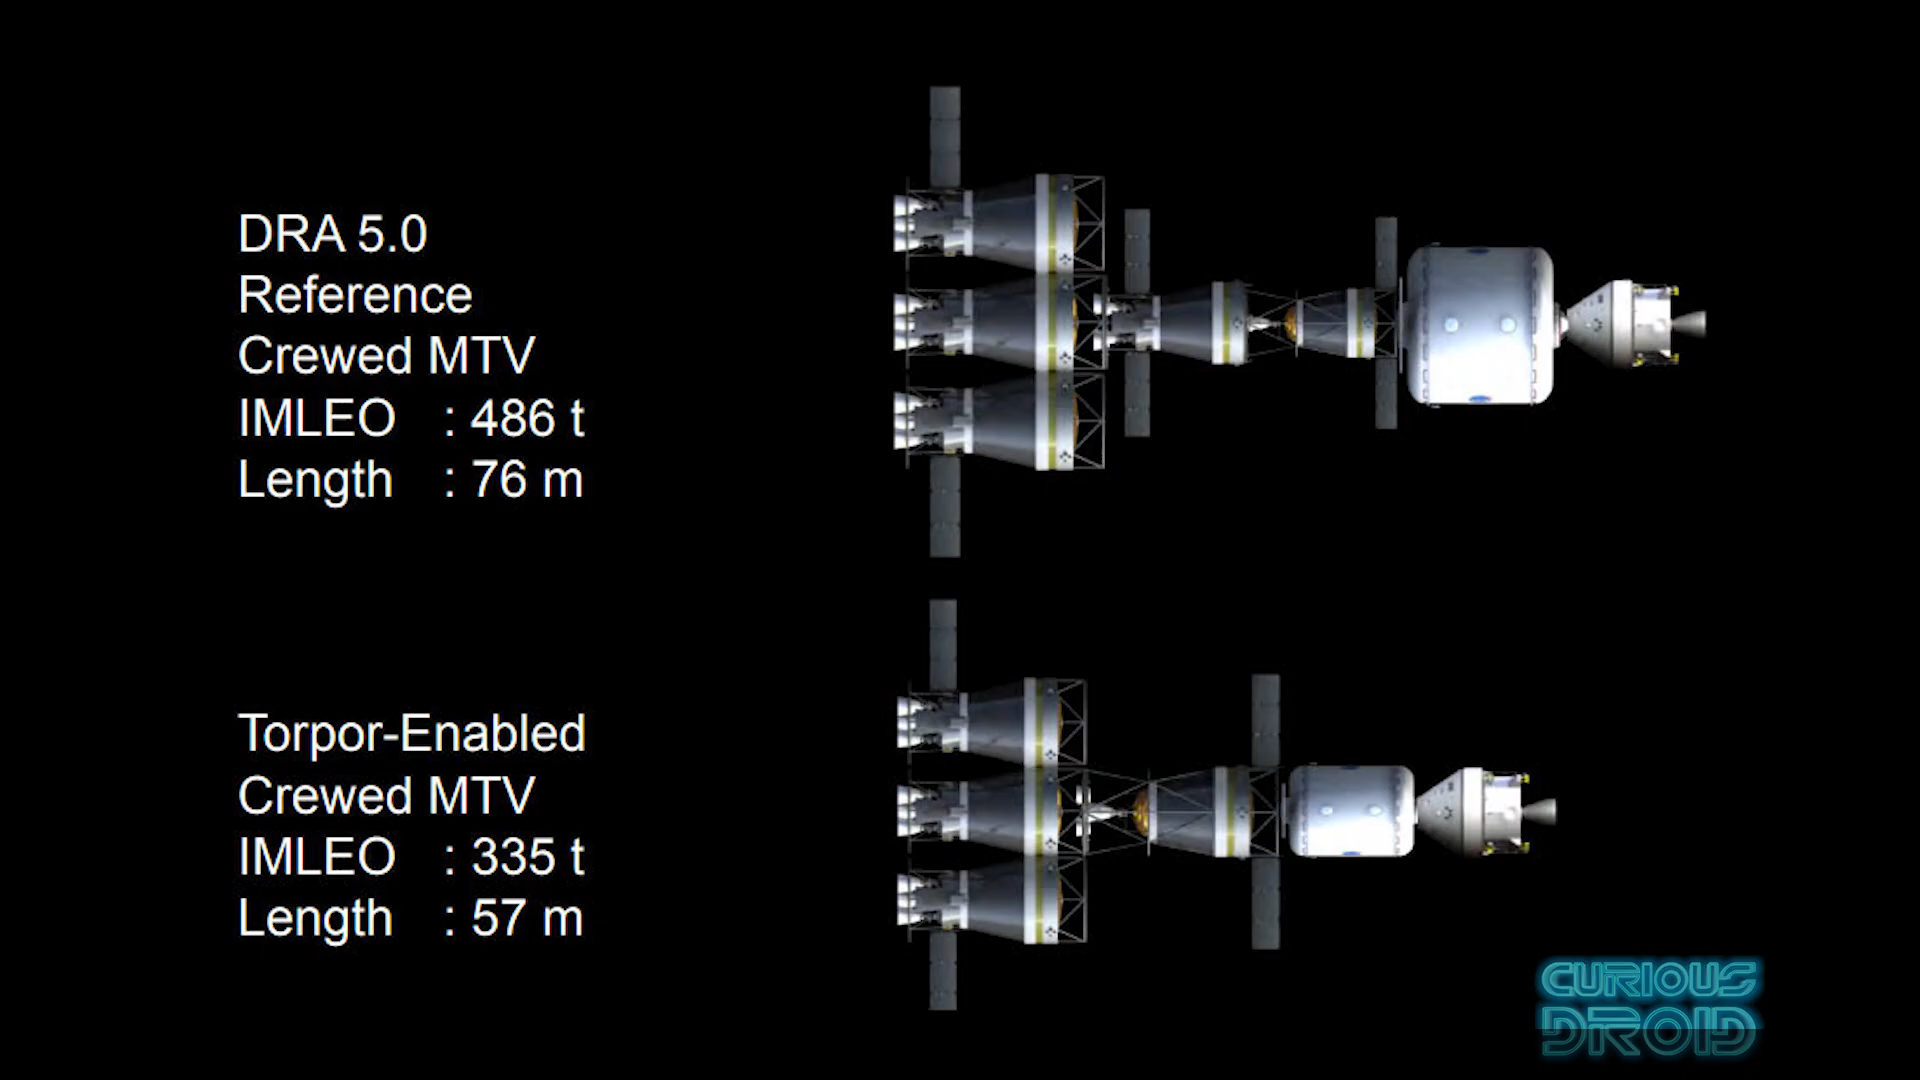 DRA 5.0
Reference
Crewed MTV
IMLEO : 486 t
Length : 76 m
Torpor-Enabled
Crewed MTV
IMLEO : 335 t
Length : 57 m
CURIOUS
DROID